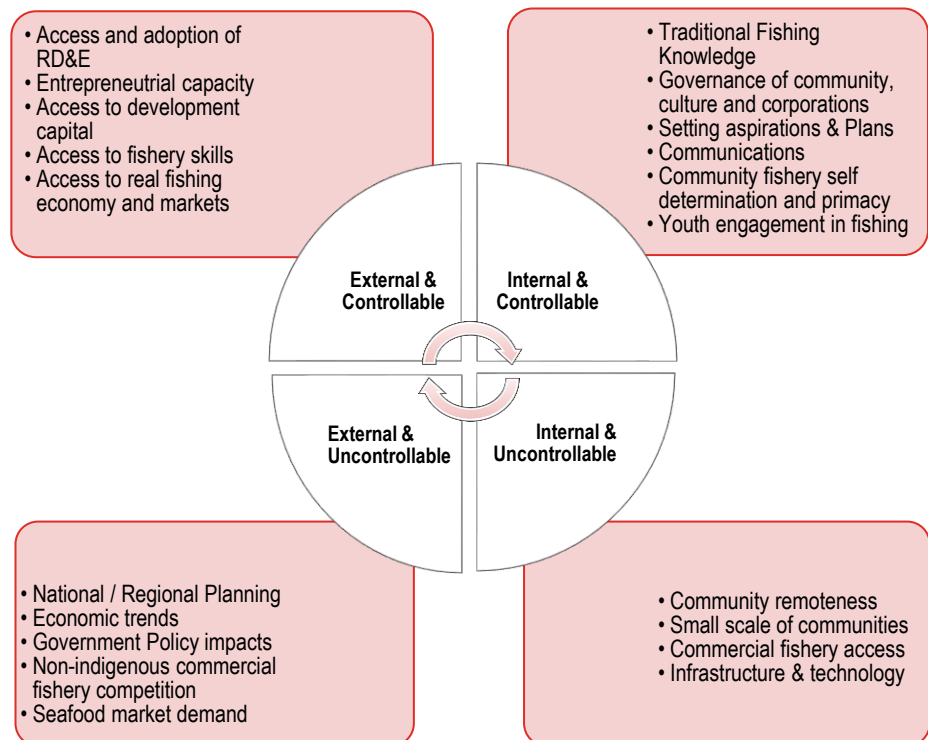 • Access and adoption of
RD&E
• Entrepreneutrial capacity
• Access to development
capital
• Access to fishery skills
• Access to real fishing
economy and markets
• Traditional Fishing
Knowledge
• Governance of community,
culture and corporations
• Setting aspirations & Plans
• Communications
• Community fishery self
determination and primacy
• Youth engagement in fishing
External &
Controllable
Internal &
Controllable
External &
Uncontrollable
Internal &
Uncontrollable
• National / Regional Planning
• Economic trends
• Government Policy impacts
• Non-indigenous commercial
fishery competition
• Seafood market demand
• Community remoteness
• Small scale of communities
• Commercial fishery access
• Infrastructure & technology